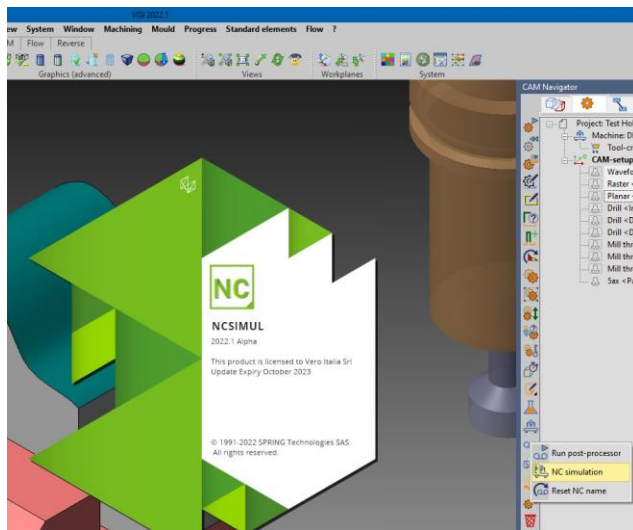 VISI 2022.1
ew System Window Machining Mould Progress Standard elements Flow ?
M Flow Reverse
Graphics (advanced) Views Workplanes System
CAM Navigator
Project: Test Hol
Machine: D
Tool-cr
CAM-setup
Wavefo
Raster <
Planar <
Drill <In
Drill <D
Drill <D
Mill thr
Mill thr
Mill thr
Sax <P
NC
NCSIMUL
2022.1 Alpha
This product is licensed to Vero Italia Srl
Update Expiry October 2023
© 1991-2022 SPRING Technologies SAS.
All rights reserved.
Run post-processor
NC simulation
Reset NC name